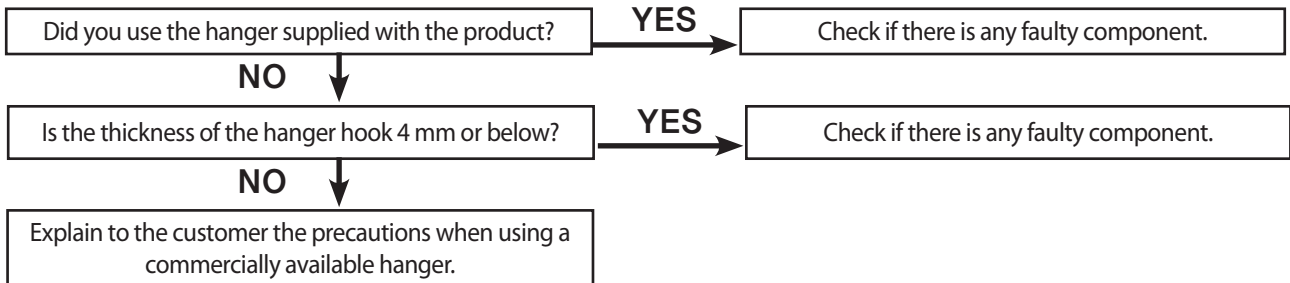 Did you use the hanger supplied with the product?
YES
Check if there is any faulty component.
NO
Is the thickness of the hanger hook 4 mm or below?
YES
Check if there is any faulty component.
NO
Explain to the customer the precautions when using a
commercially available hanger.